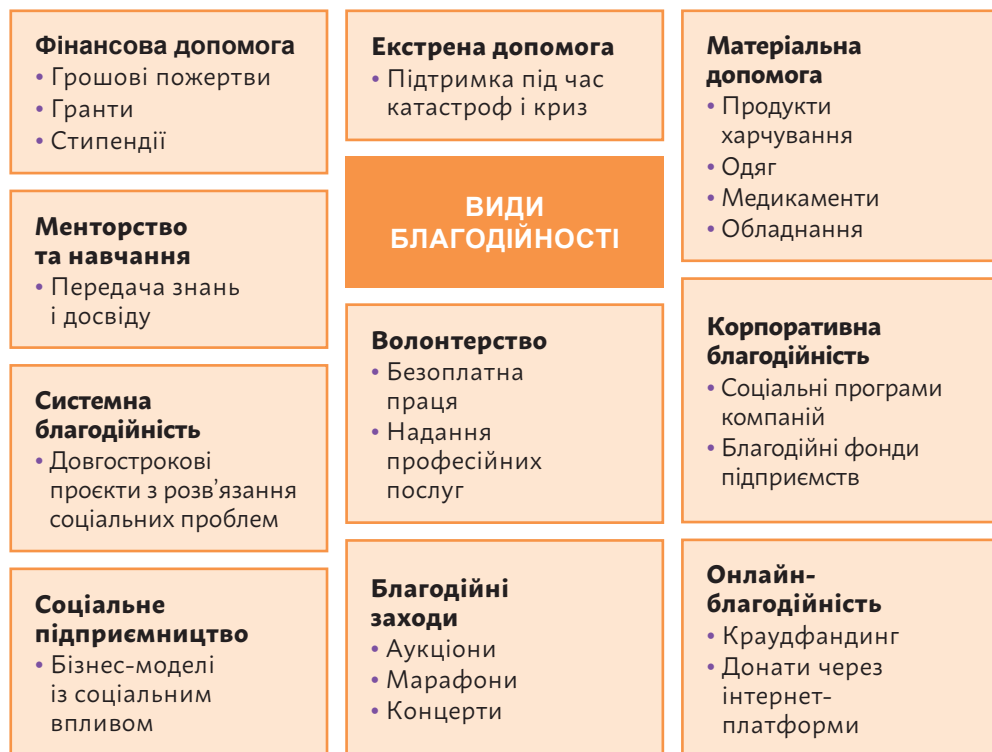 Фінансова допомога
• Грошові пожертви
• Гранти
• Стипендії
Екстрена допомога
• Підтримка під час
катастроф і криз
Матеріальна
допомога
• Продукти
харчування
• Одяг
• Медикаменти
• Обладнання
ВИДИ
БЛАГОДІЙНОСТІ
Менторство
та навчання
• Передача знань
і досвіду
Волонтерство
• Безоплатна
праця
• Надання
професійних
послуг
Корпоративна
благодійність
• Соціальні програми
компаній
• Благодійні фонди
підприємств
Системна
благодійність
• Довгострокові
проєкти з розв’язання
соціальних проблем
Соціальне
підприємництво
• Бізнес-моделі
із соціальним
впливом
Благодійні
заходи
• Аукціони
• Марафони
• Концерти
Онлайн-
благодійність
• Краудфандинг
• Донати через
інтернет-
платформи